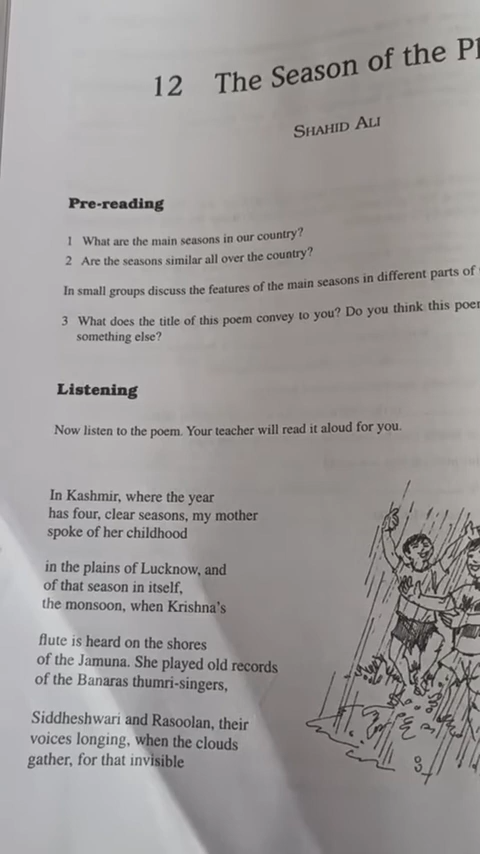 12 The Season of the
SHAHID ALI
Pre-reading
1 What are the main seasons in our country?
2 Are the seasons similar all over the country?
In small groups discuss the features of the main seasons in different parts of
3 What does the title of this poem convey to you? Do you think this
something else?
Listening
Now listen to the poem. Your teacher will read it aloud for you.
In Kashmir, where the year
has four, clear seasons, my mother
spoke of her childhood
in the plains of Lucknow, and
of that season in itself,
the monsoon, when Krishna's
flute is heard on the shores
of the Jamuna. She played old records
of the Banaras thumri-singers,
Siddheshwari and Rasoolan, their
voices longing, when the clouds
gather, for that invisible